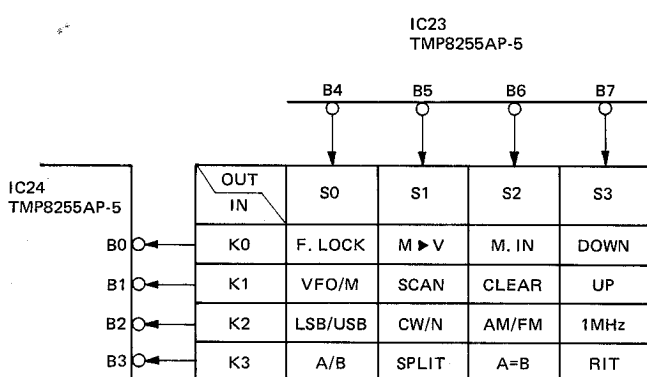 IC23
TMP8255AP-5
B4 B5 B6 B7
IC24
TMP8255AP-5
OUT
IN
S0 S1 S2 S3
B0 K0 F. LOCK M ▶ V M. IN DOWN
B1 K1 VFO/M SCAN CLEAR UP
B2 K2 LSB/USB CW/N AM/FM 1MHz
B3 K3 A/B SPLIT A=B RIT